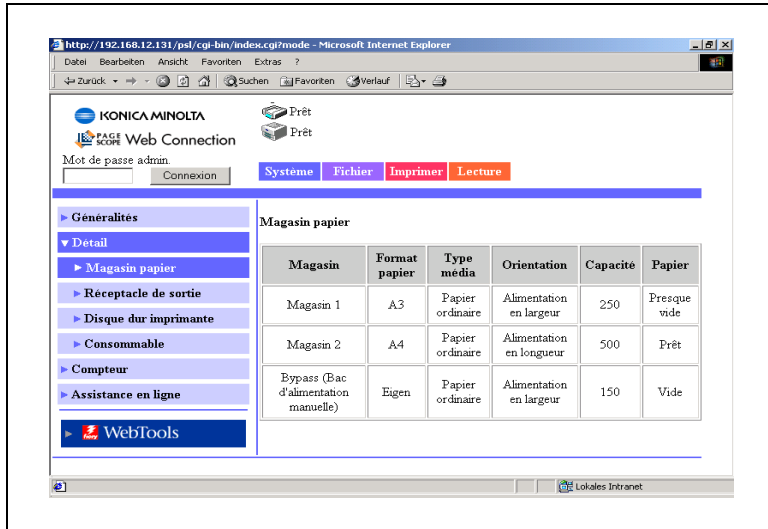 http://192.168.12.131/psl/cgi-bin/index.cgi?mode - Microsoft Internet Explorer
Datei Bearbeiten Ansicht Favoriten Extras ?
Zurück Suchen Favoriten Verlauf
KONICA MINOLTA
Prêt
PAGE SCOPE Web Connection
Prêt
Mot de passe admin.
Connexion
Système Fichier Imprimer Lecture
Généralités
Détail
Magasin papier
Réceptacle de sortie
Disque dur imprimante
Consommable
Compteur
Assistance en ligne
fiery WebTools
Magasin papier
Magasin Format papier Type média Orientation Capacité Papier
Magasin 1 A3 Papier ordinaire Alimentation en largeur 250 Presque vide
Magasin 2 A4 Papier ordinaire Alimentation en longueur 500 Prêt
Bypass (Bac d'alimentation manuelle) Eigen Papier ordinaire Alimentation en largeur 150 Vide
Lokales Intranet